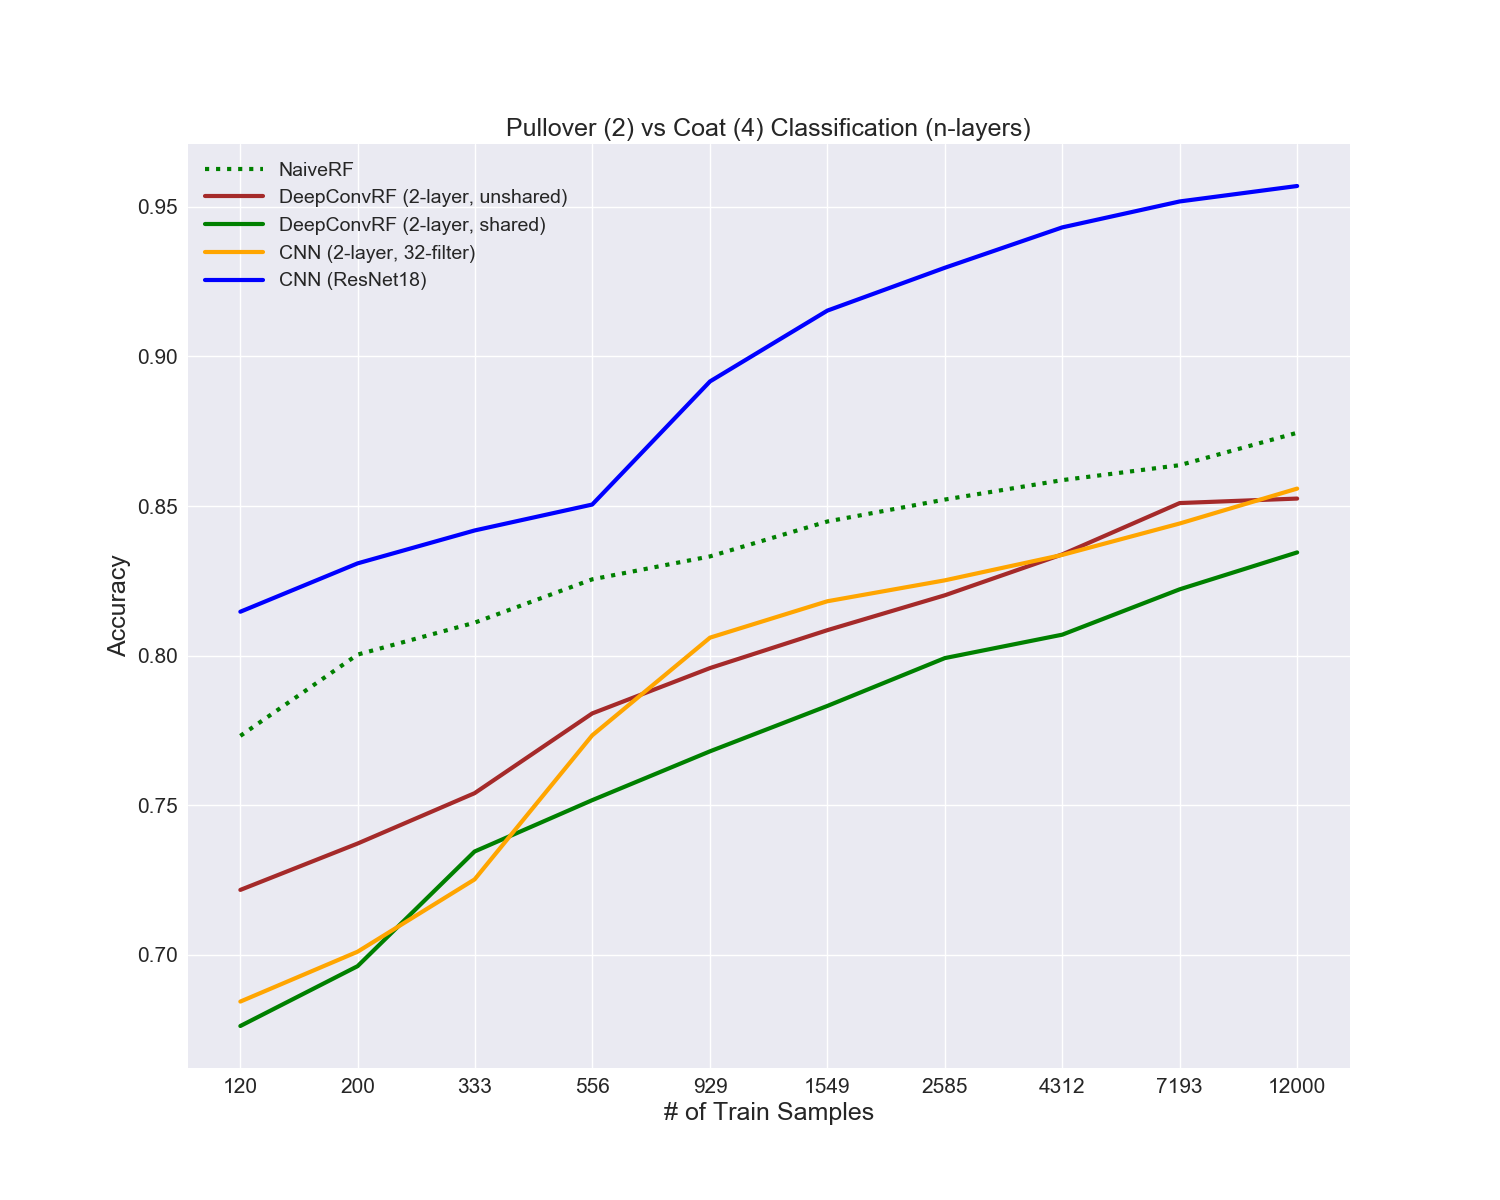 Pullover (2) vs Coat (4) Classification (n-layers)
NaiveRF
DeepConvRF (2-layer, unshared)
DeepConvRF (2-layer, shared)
CNN (2-layer, 32-filter)
CNN (ResNet18)
0.95
0.90
0.85
0.80
0.75
0.70
Accuracy
120 200 333 556 929 1549 2585 4312 7193 12000
# of Train Samples